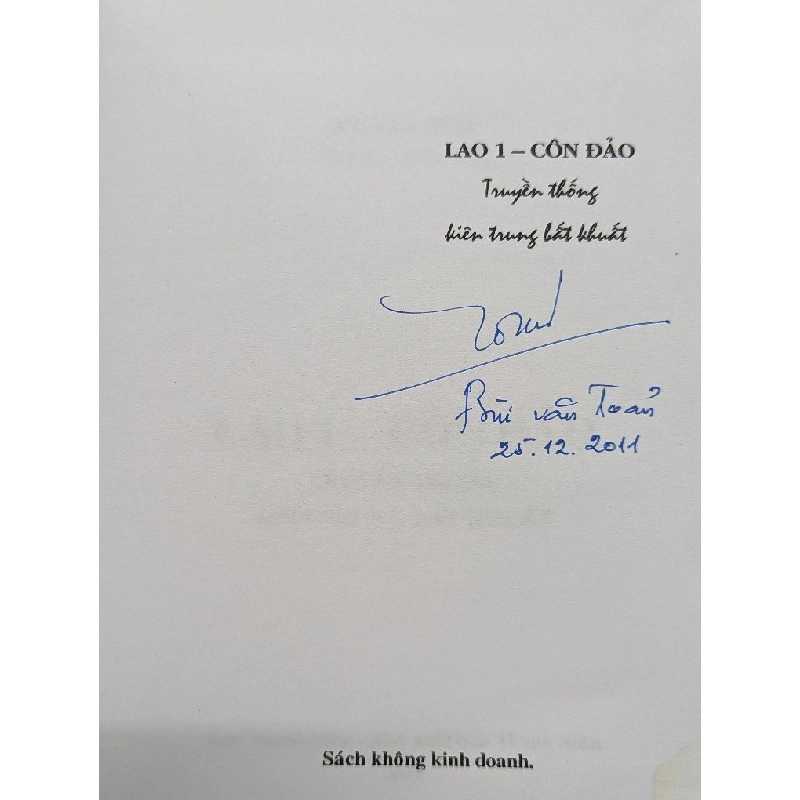 LAO 1 – CÔN ĐẢO
Truyền thống
kiên trung bất khuất
Bùi văn Toản
25.12.2011
Sách không kinh doanh.